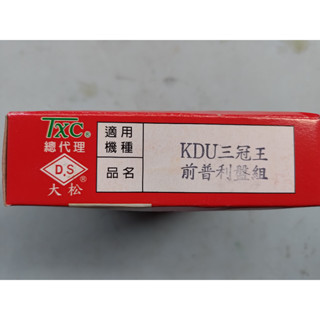 TXC®
總代理
D.S®
大松
適用
機種
KDU三冠王
品名
前普利盤組